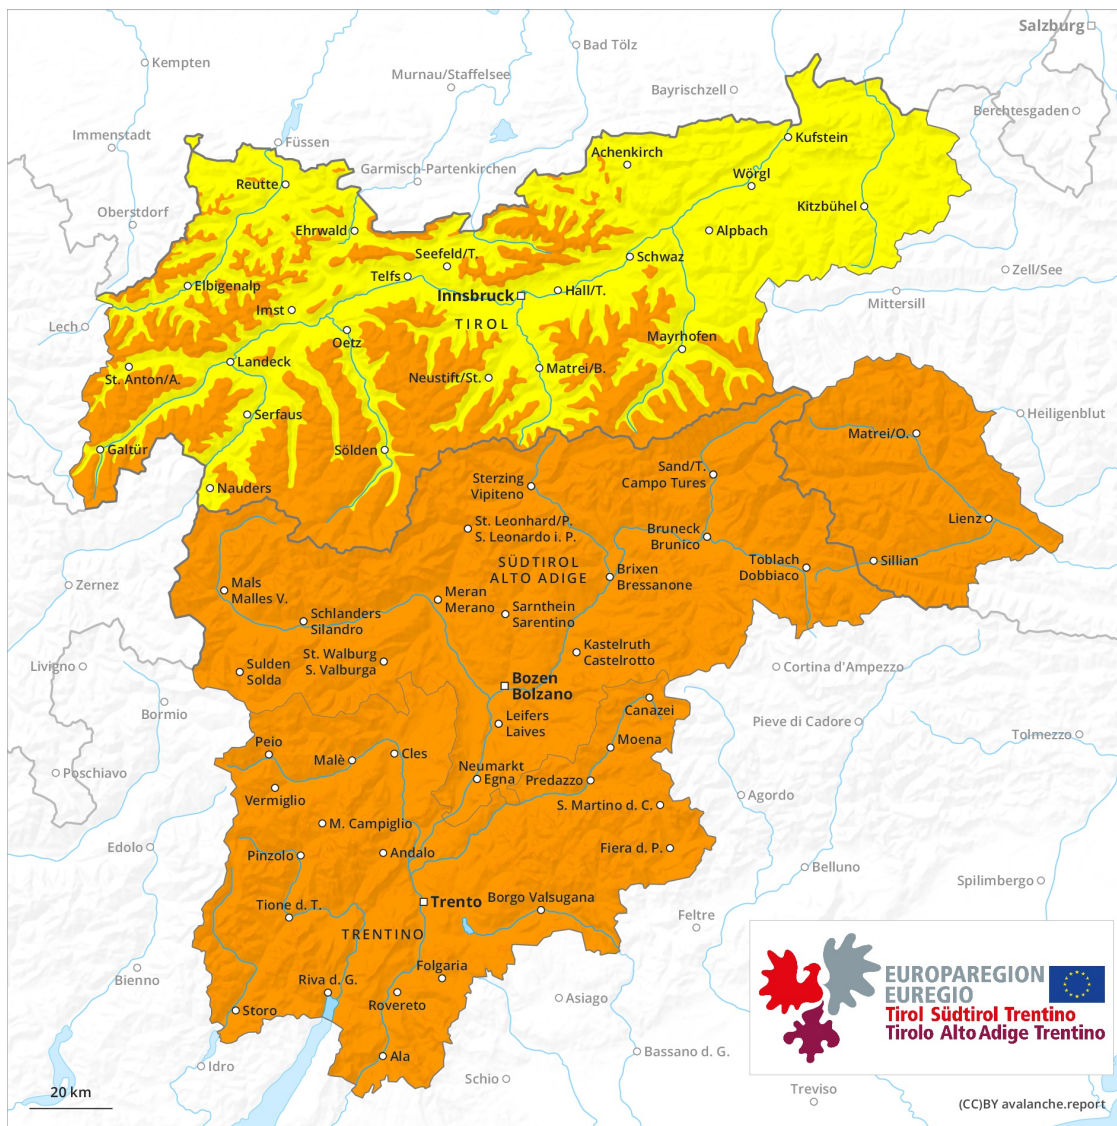 Salzburg
Bad Tölz
Kempten
Murnau/Staffelsee
Bayrischzell
Berchtesgaden
Immenstadt
Füssen
Kufstein
Achenkirch
Garmisch-Partenkirchen
Wörgl
Reutte
Oberstdorf
Kitzbühel
Ehrwald
Alpbach
Seefeld/T.
Schwaz
Zell/See
Telfs
Elbigenalp
Innsbruck
Hall/T.
Mittersill
Imst
TIROL
Lech
Oetz
Mayrhofen
Landeck
Matrei/B.
St. Anton/A.
Neustift/St.
Serfaus
Heiligenblut
Matrei/O.
Galtür
Sölden
Sand/T.
Campo Tures
Sterzing
Vipiteno
Nauders
Lienz
St. Leonhard/P.
S. Leonardo i. P.
Bruneck
Brunico
SÜDTIROL
ALTO ADIGE
Toblach
Dobbiaco
Sillian
Brixen
Bressanone
Zernez
Mals
Malles V.
Meran
Merano
Schlanders
Silandro
Sarnthein
Sarentino
Kastelruth
Castelrotto
St. Walburg
S. Valburga
Livigno
Sulden
Solda
Cortina d'Ampezzo
Bozen
Bolzano
Bormio
Canazei
Leifers
Laives
Pieve di Cadore
Tolmezzo
Moena
Peio
Cles
Malè
Poschiavo
Neumarkt
Egna
Predazzo
Vermiglio
Agordo
S. Martino d. C.
M. Campiglio
Edolo
Fiera d. P.
Pinzolo
Andalo
Belluno
Spilimbergo
Trento
Borgo Valsugana
Tione d. T.
Feltre
TRENTINO
Folgaria
Bienno
Riva d. G.
Rovereto
Asiago
Storo
EUROPAREGION
EUREGIO
Tirol Südtirol Trentino
Tirolo Alto Adige Trentino
Ala
Bassano d. G.
Idro
Schio
Treviso
20 km
(CC)BY avalanche.report